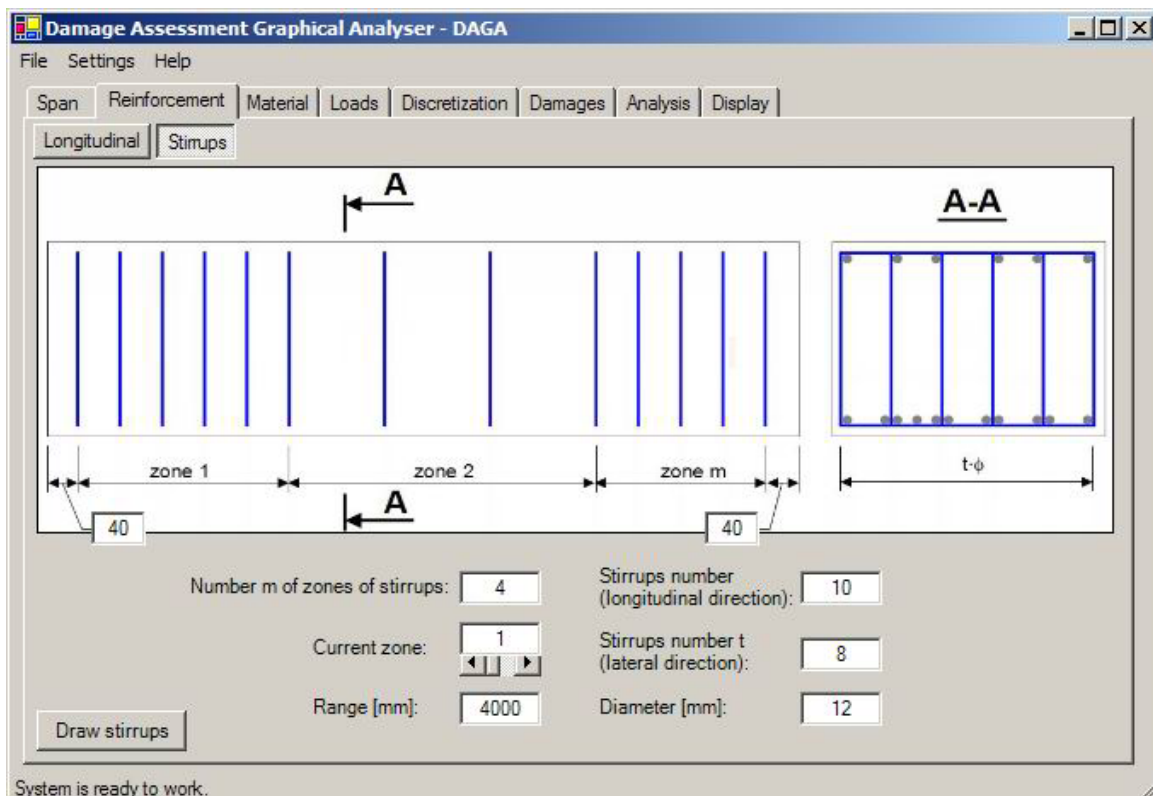 Damage Assessment Graphical Analyser - DAGA
File Settings Help
Span Reinforcement Material Loads Discretization Damages Analysis Display
Longitudinal Stirrups
A
A-A
zone 1 zone 2 zone m t-ϕ
A
40 40
Number m of zones of stirrups: 4
Stirrups number
(longitudinal direction): 10
Current zone: 1
Stirrups number t
(lateral direction): 8
Range [mm]: 4000 Diameter [mm]: 12
Draw stirrups
System is ready to work.